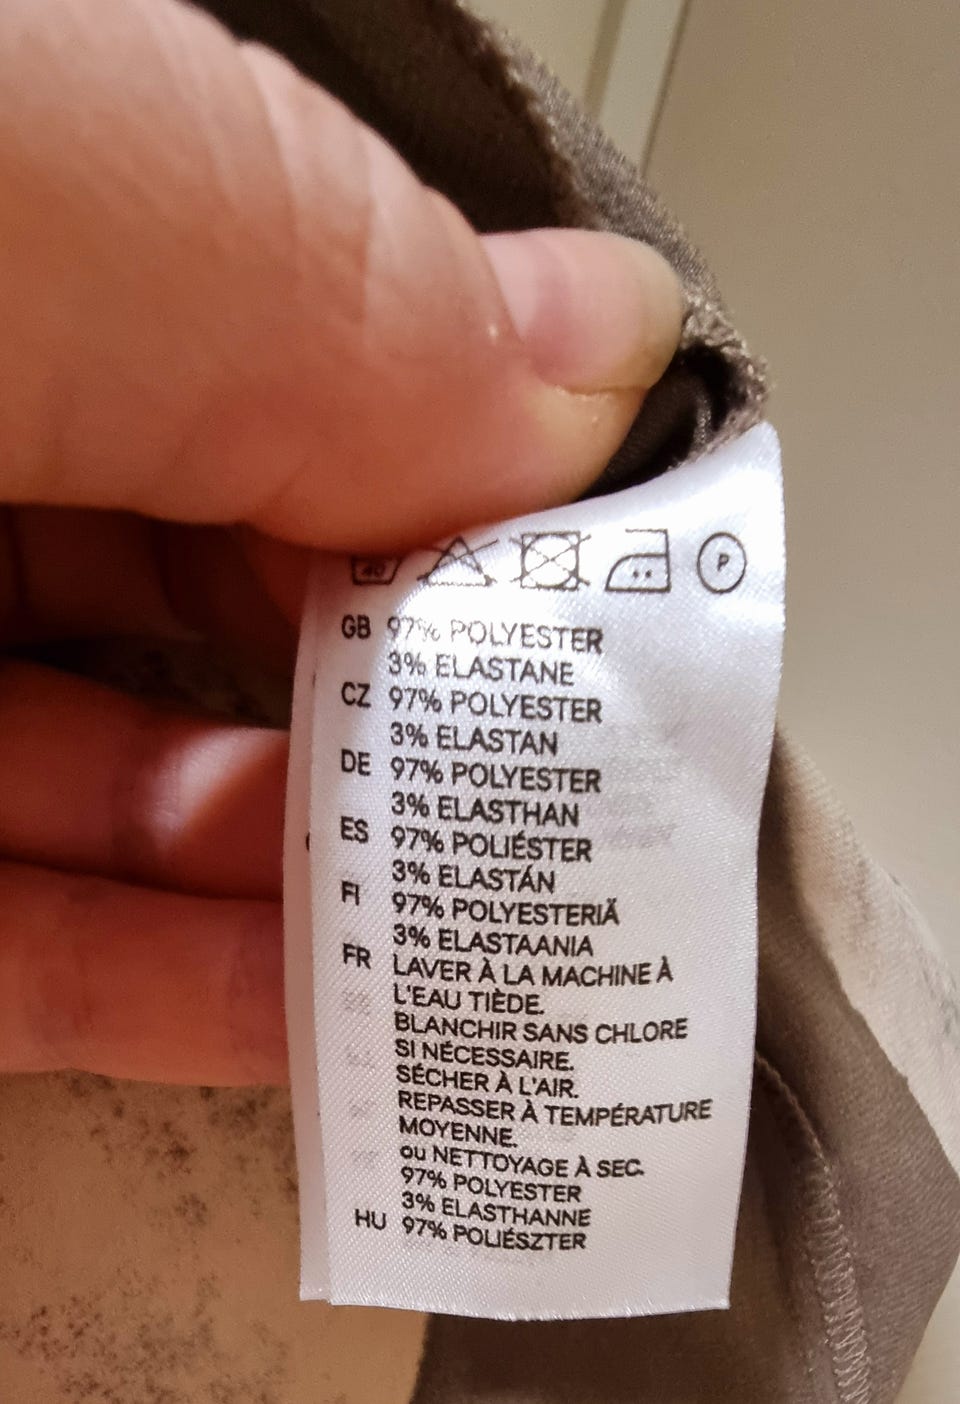 40 P
GB 97% POLYESTER
3% ELASTANE
CZ 97% POLYESTER
3% ELASTAN
DE 97% POLYESTER
3% ELASTHAN
ES 97% POLIÉSTER
3% ELASTÁN
FI 97% POLYESTERIÄ
3% ELASTAANIA
FR LAVER À LA MACHINE À
L'EAU TIÈDE.
BLANCHIR SANS CHLORE
SI NÉCESSAIRE.
SÉCHER À L'AIR.
REPASSER À TEMPÉRATURE
MOYENNE.
ou NETTOYAGE À SEC.
97% POLYESTER
3% ELASTHANNE
HU 97% POLIÉSZTER